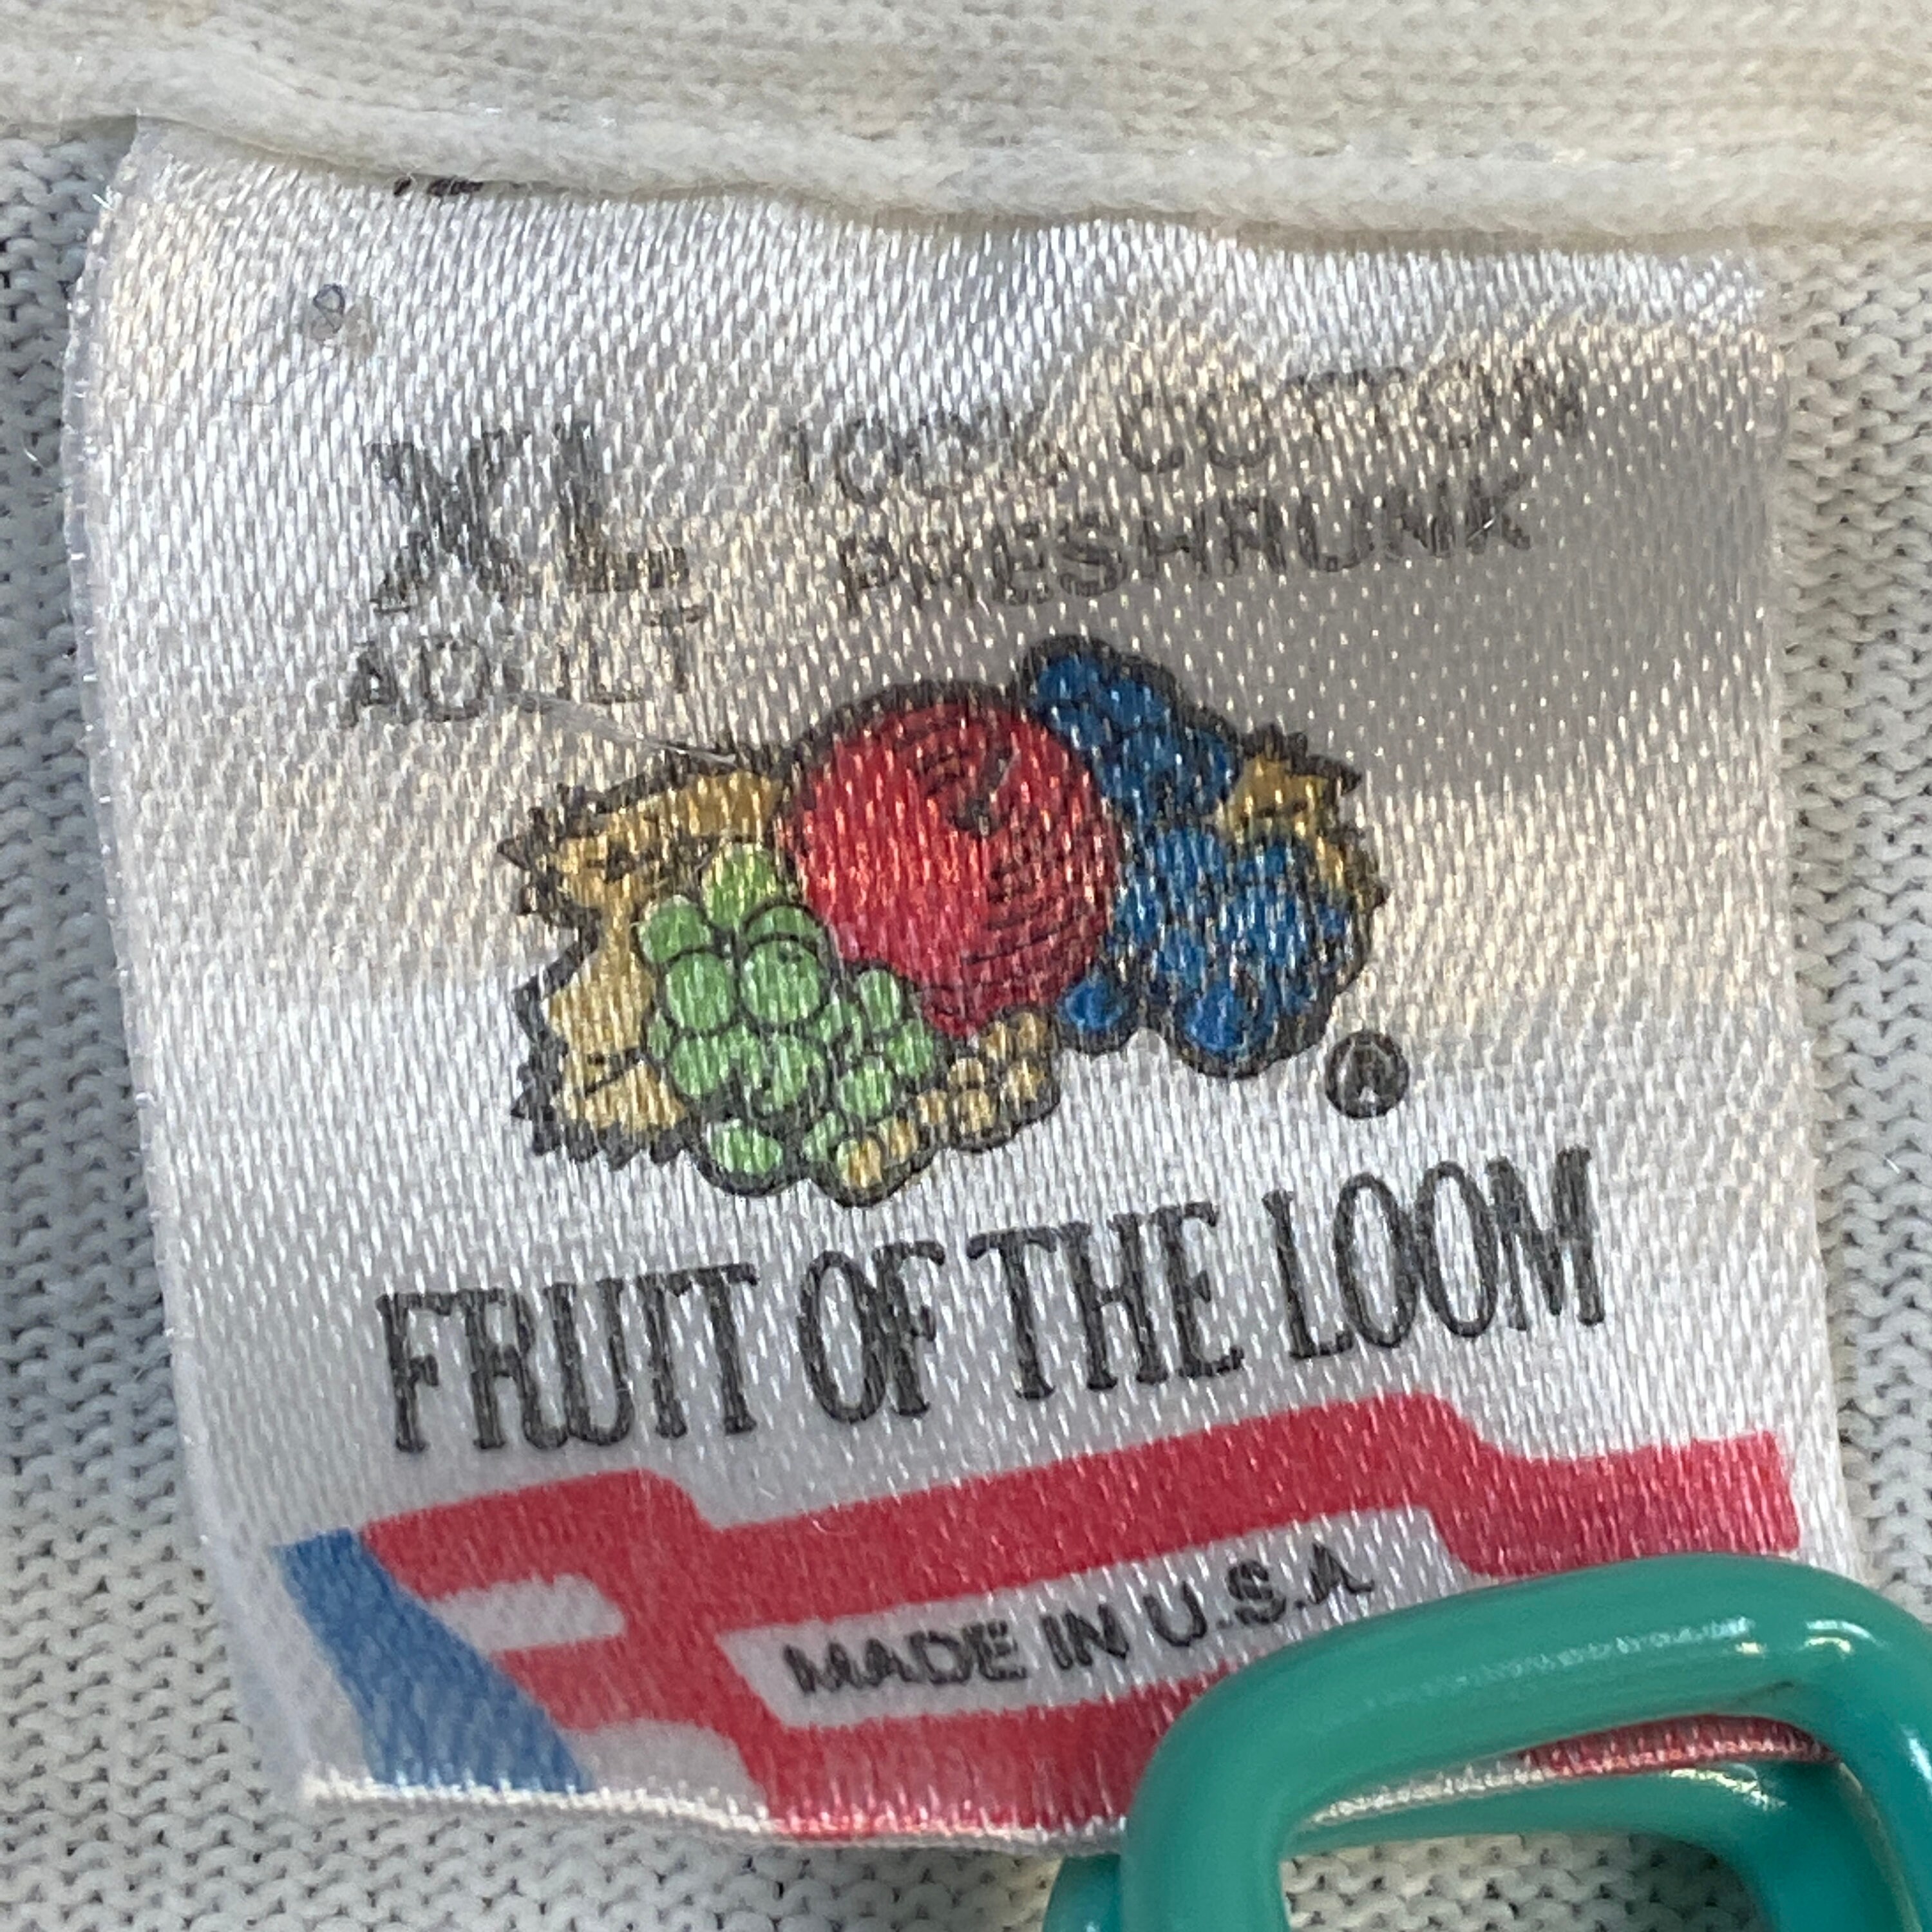 XL 100% COTTON
ADULT PRESHRUNK
®
FRUIT OF THE LOOM
MADE IN U.S.A